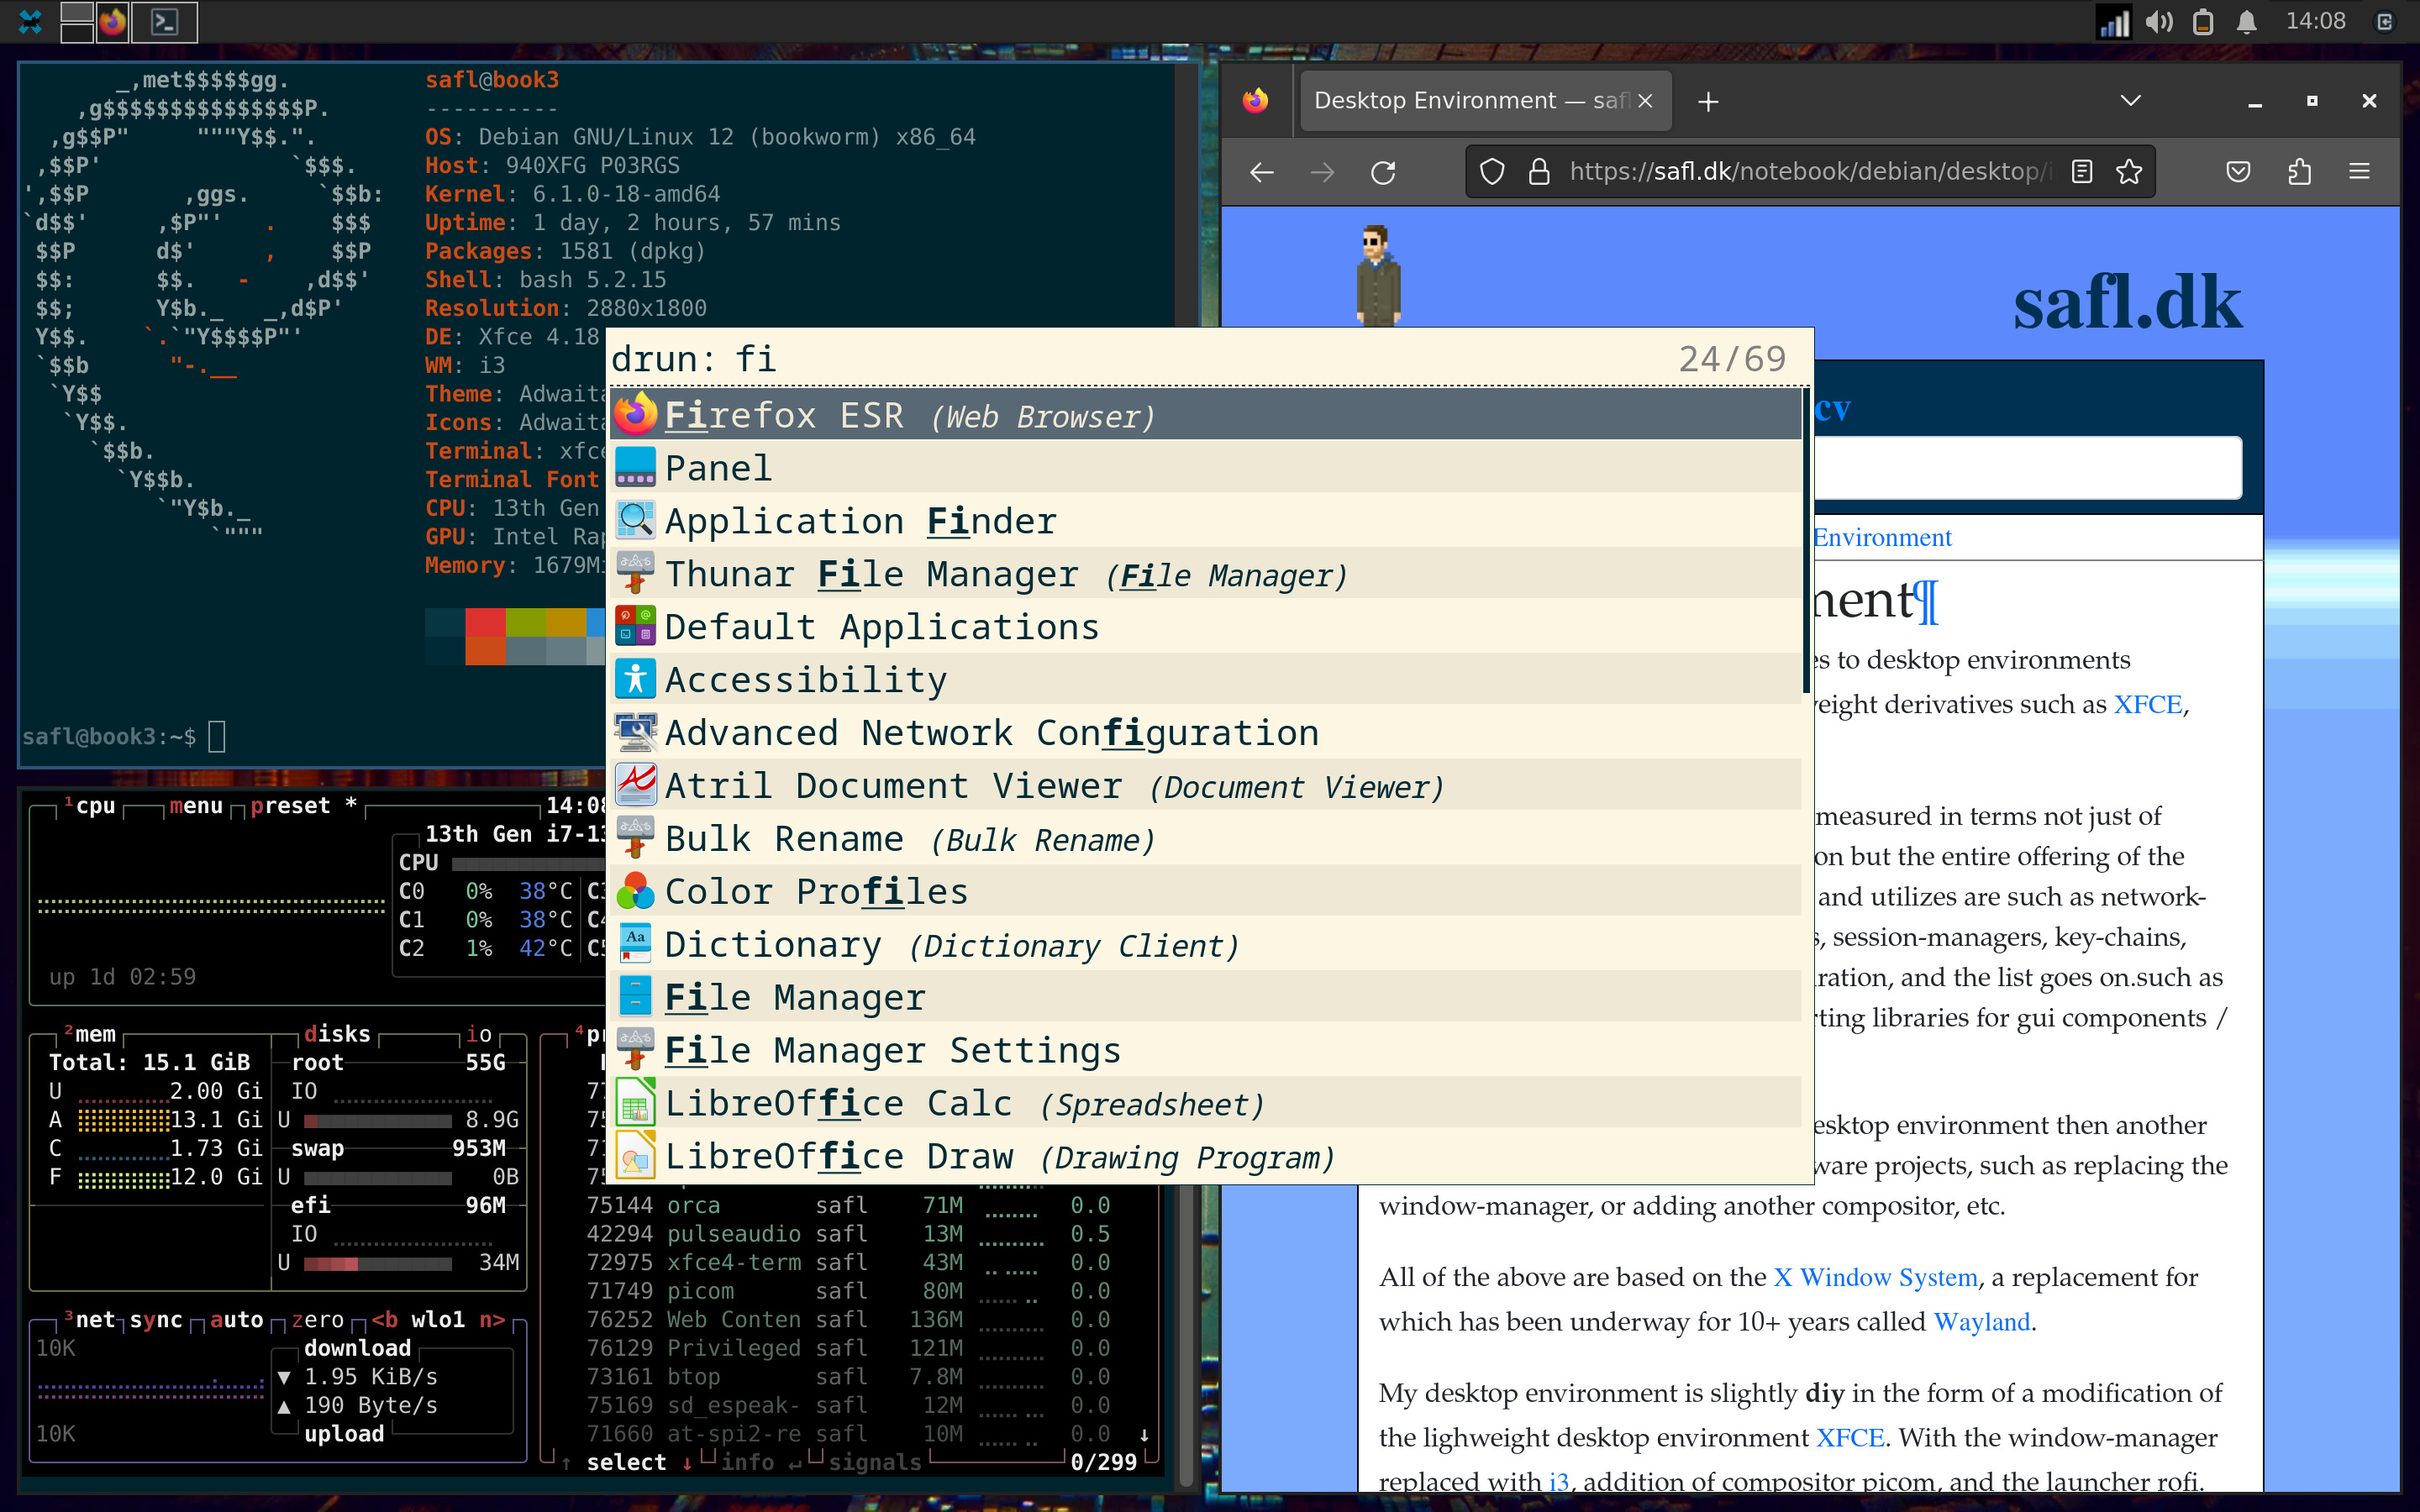 14:08
_,met$$$$$gg.
,g$$$$$$$$$$$$$$$P.
,g$$P"     """Y$$.".
,$$P'              `$$$.
',$$P       ,ggs.     `$$b:
`d$$'     ,$P"'   .    $$$
$$P      d$'     ,    $$P
$$:      $$.   -    ,d$$'
$$;      Y$b._   _,d$P'
Y$$.    `.`"Y$$$$P"'
`$$b      "-.__
`Y$$
`Y$$.
`$$b.
`Y$$b.
`"Y$b._
`"""
safl@book3
----------
OS: Debian GNU/Linux 12 (bookworm) x86_64
Host: 940XFG P03RGS
Kernel: 6.1.0-18-amd64
Uptime: 1 day, 2 hours, 57 mins
Packages: 1581 (dpkg)
Shell: bash 5.2.15
Resolution: 2880x1800
DE: Xfce 4.18
WM: i3
Theme: Adwaita
Icons: Adwaita
Terminal: xfce
Terminal Font
CPU: 13th Gen
GPU: Intel Rap
Memory: 1679Mi
safl@book3:~$
drun: fi 24/69
Firefox ESR (Web Browser)
Panel
Application Finder
Thunar File Manager (File Manager)
Default Applications
Accessibility
Advanced Network Configuration
Atril Document Viewer (Document Viewer)
Bulk Rename (Bulk Rename)
Color Profiles
Dictionary (Dictionary Client)
File Manager
File Manager Settings
LibreOffice Calc (Spreadsheet)
LibreOffice Draw (Drawing Program)
Desktop Environment — safl
https://safl.dk/notebook/debian/desktop/
safl.dk
cv
Environment
ment¶
es to desktop environments
weight derivatives such as XFCE,
measured in terms not just of
on but the entire offering of the
and utilizes are such as network-
s, session-managers, key-chains,
ration, and the list goes on.such as
rting libraries for gui components /
esktop environment then another
ware projects, such as replacing the
window-manager, or adding another compositor, etc.
All of the above are based on the X Window System, a replacement for
which has been underway for 10+ years called Wayland.
My desktop environment is slightly diy in the form of a modification of
the lighweight desktop environment XFCE. With the window-manager
replaced with i3, addition of compositor picom, and the launcher rofi.
1cpu menu preset * 14:08
13th Gen i7-13
CPU
C0 0% 38°C
C1 0% 38°C
C2 1% 42°C
up 1d 02:59
2mem disks io
Total: 15.1 GiB root 55G
U 2.00 Gi IO
A 13.1 Gi U 8.9G
C 1.73 Gi swap 953M
F 12.0 Gi U 0B
efi 96M
IO
U 34M
3net sync auto zero <b wlo1 n>
10K download
▼ 1.95 KiB/s
▲ 190 Byte/s
10K upload
4pr
75144 orca safl 71M 0.0
42294 pulseaudio safl 13M 0.5
72975 xfce4-term safl 43M 0.0
71749 picom safl 80M 0.0
76252 Web Conten safl 136M 0.0
76129 Privileged safl 121M 0.0
73161 btop safl 7.8M 0.0
75169 sd_espeak- safl 12M 0.0
71660 at-spi2-re safl 10M 0.0 ↓
↑ select ↓ info ↵ signals 0/299